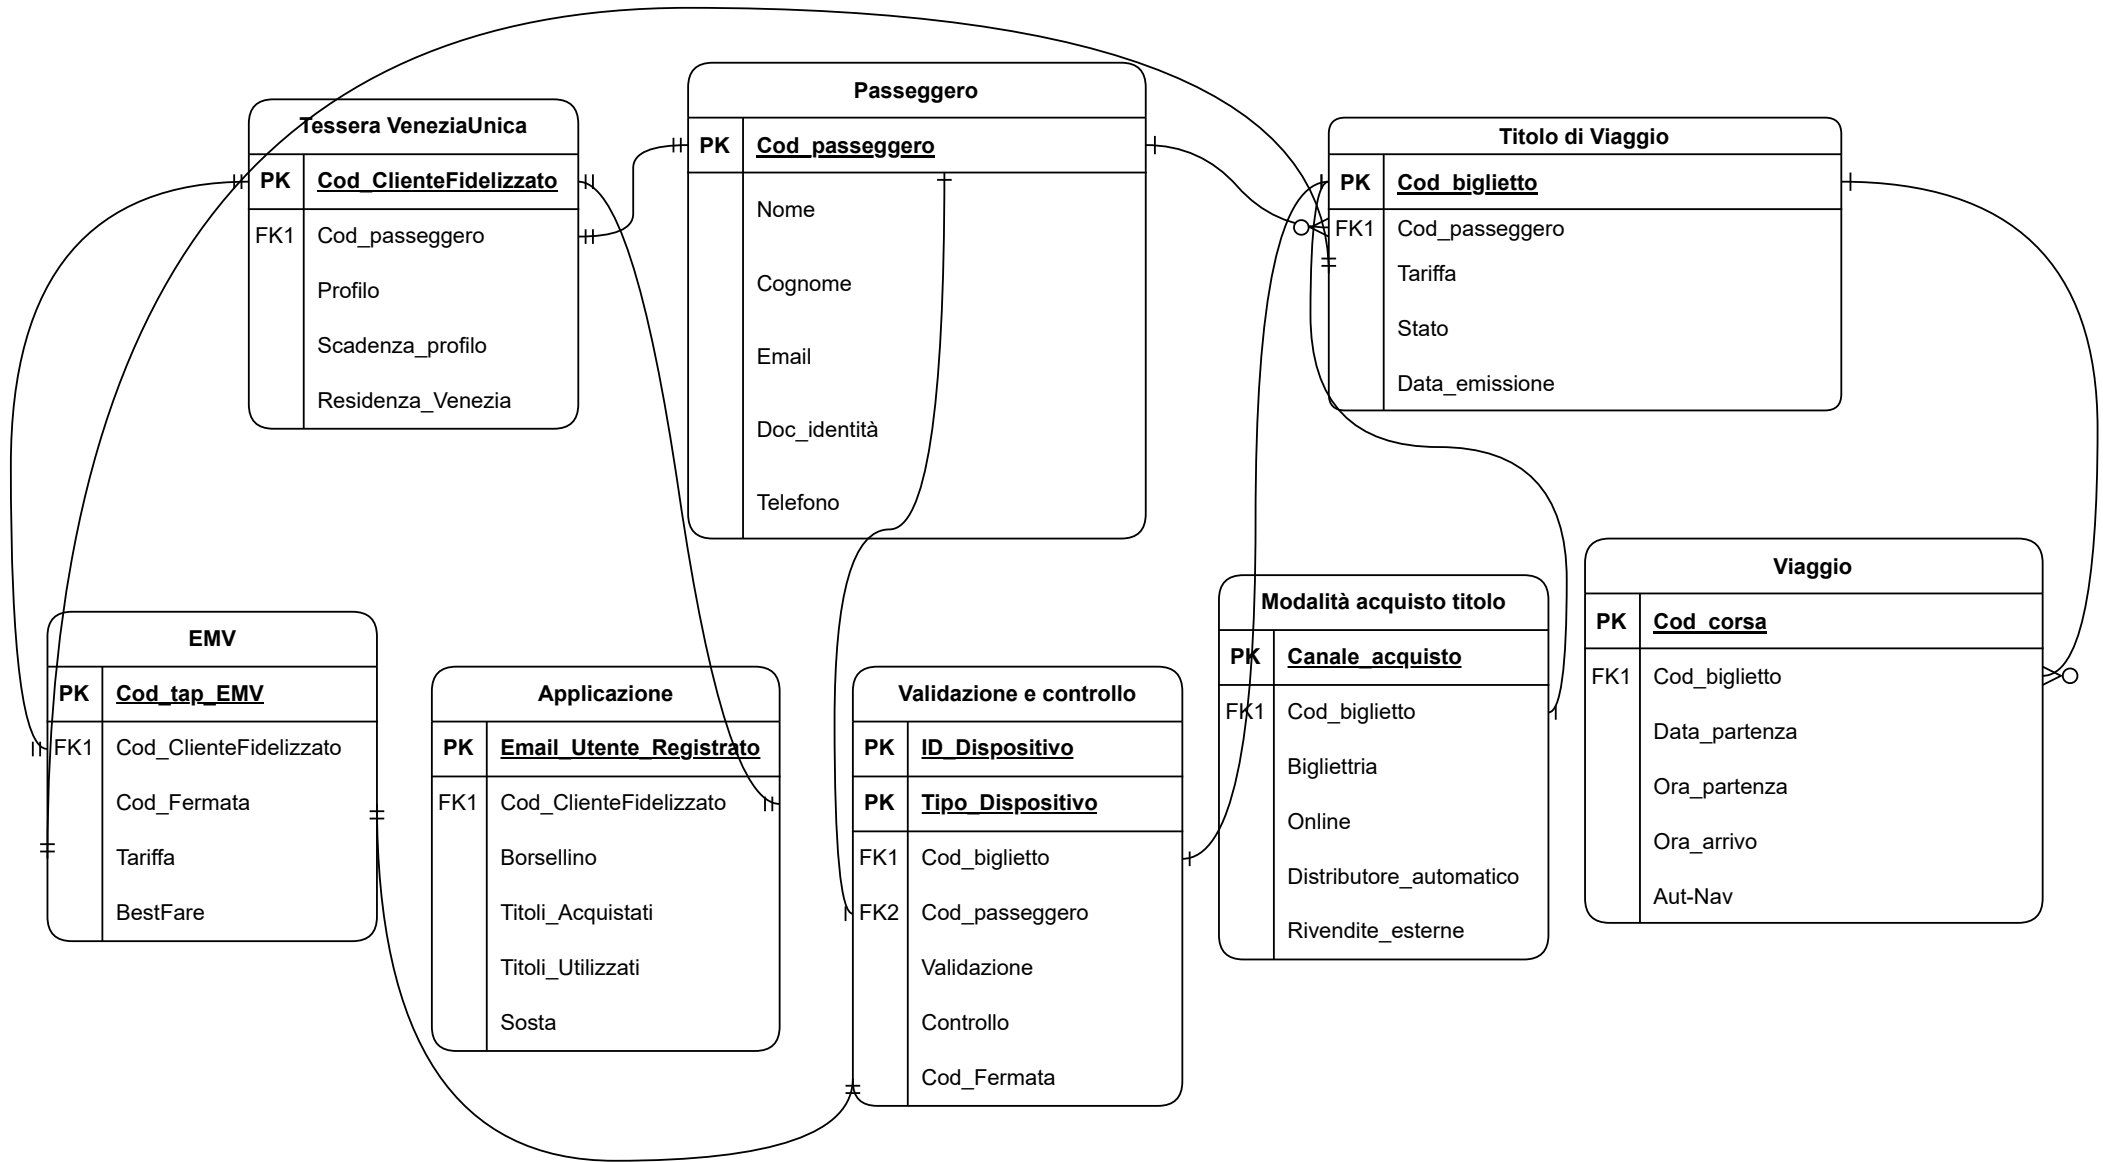 Tessera VeneziaUnica
PK Cod_ClienteFidelizzato
FK1 Cod_passeggero
Profilo
Scadenza_profilo
Residenza_Venezia
Passeggero
PK Cod_passeggero
Nome
Cognome
Email
Doc_identità
Telefono
Titolo di Viaggio
PK Cod_biglietto
FK1 Cod_passeggero
Tariffa
Stato
Data_emissione
EMV
PK Cod_tap_EMV
FK1 Cod_ClienteFidelizzato
Cod_Fermata
Tariffa
BestFare
Applicazione
PK Email_Utente_Registrato
FK1 Cod_ClienteFidelizzato
Borsellino
Titoli_Acquistati
Titoli_Utilizzati
Sosta
Validazione e controllo
PK ID_Dispositivo
PK Tipo_Dispositivo
FK1 Cod_biglietto
FK2 Cod_passeggero
Validazione
Controllo
Cod_Fermata
Modalità acquisto titolo
PK Canale_acquisto
FK1 Cod_biglietto
Bigliettria
Online
Distributore_automatico
Rivendite_esterne
Viaggio
PK Cod_corsa
FK1 Cod_biglietto
Data_partenza
Ora_partenza
Ora_arrivo
Aut-Nav